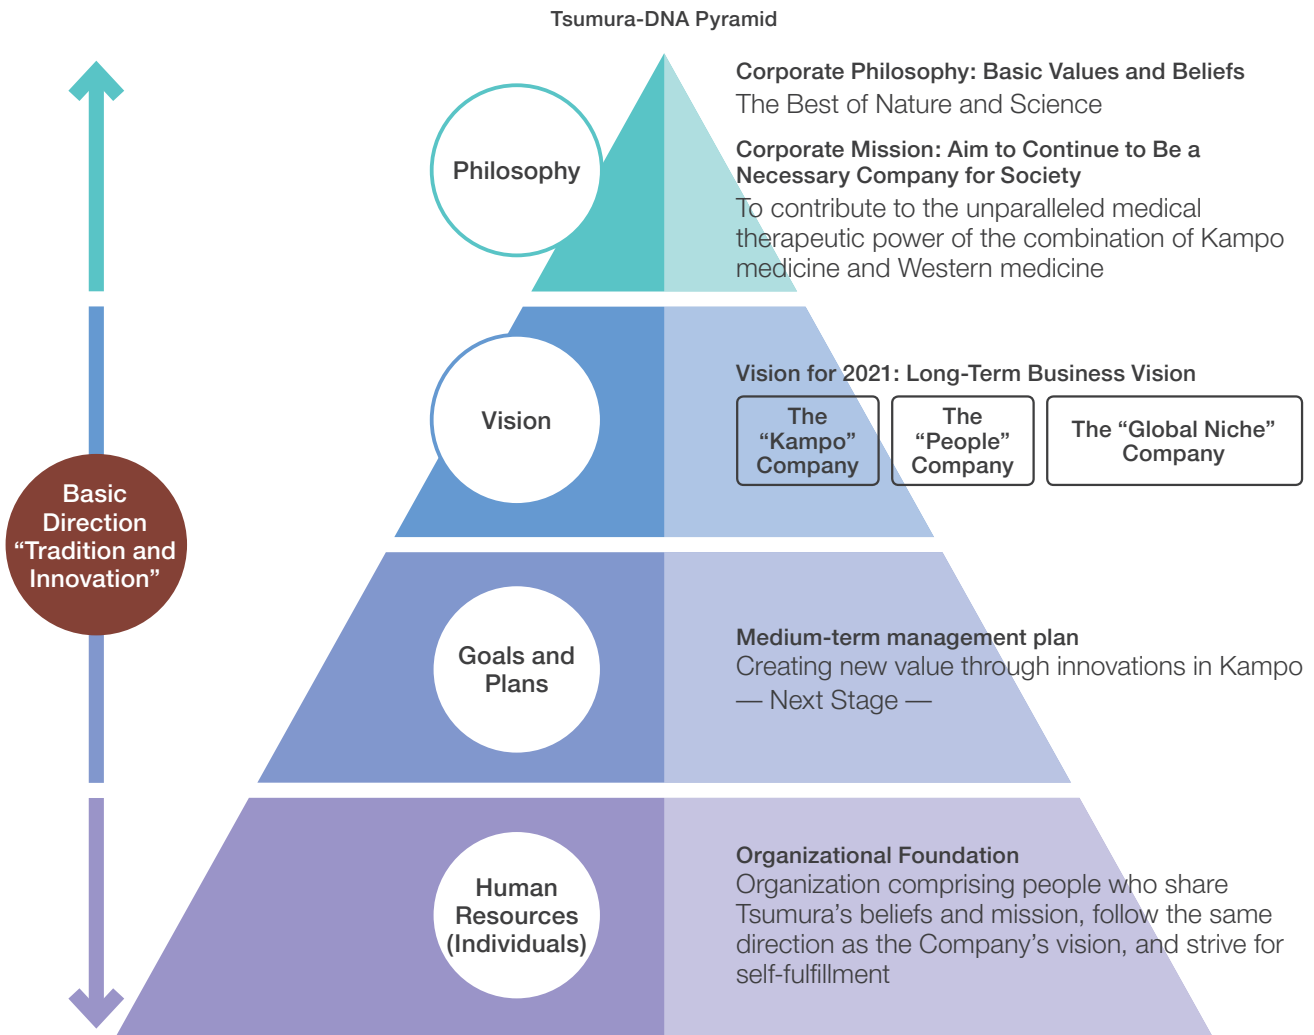 Tsumura-DNA Pyramid
Philosophy
Corporate Philosophy: Basic Values and Beliefs
The Best of Nature and Science
Corporate Mission: Aim to Continue to Be a
Necessary Company for Society
To contribute to the unparalleled medical
therapeutic power of the combination of Kampo
medicine and Western medicine
Vision
Vision for 2021: Long-Term Business Vision
The
“Kampo”
Company
The
“People”
Company
The “Global Niche”
Company
Basic
Direction
“Tradition and
Innovation”
Goals and
Plans
Medium-term management plan
Creating new value through innovations in Kampo
— Next Stage —
Human
Resources
(Individuals)
Organizational Foundation
Organization comprising people who share
Tsumura’s beliefs and mission, follow the same
direction as the Company’s vision, and strive for
self-fulfillment